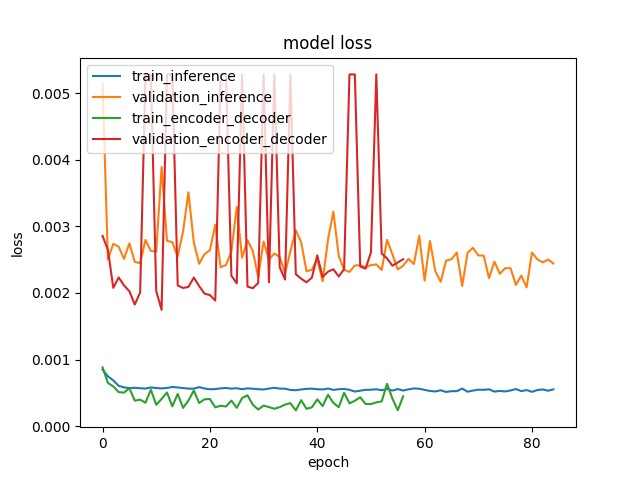 model loss
train_inference
validation_inference
train_encoder_decoder
validation_encoder_decoder
loss
0.005
0.004
0.003
0.002
0.001
0.000
0 20 40 60 80
epoch